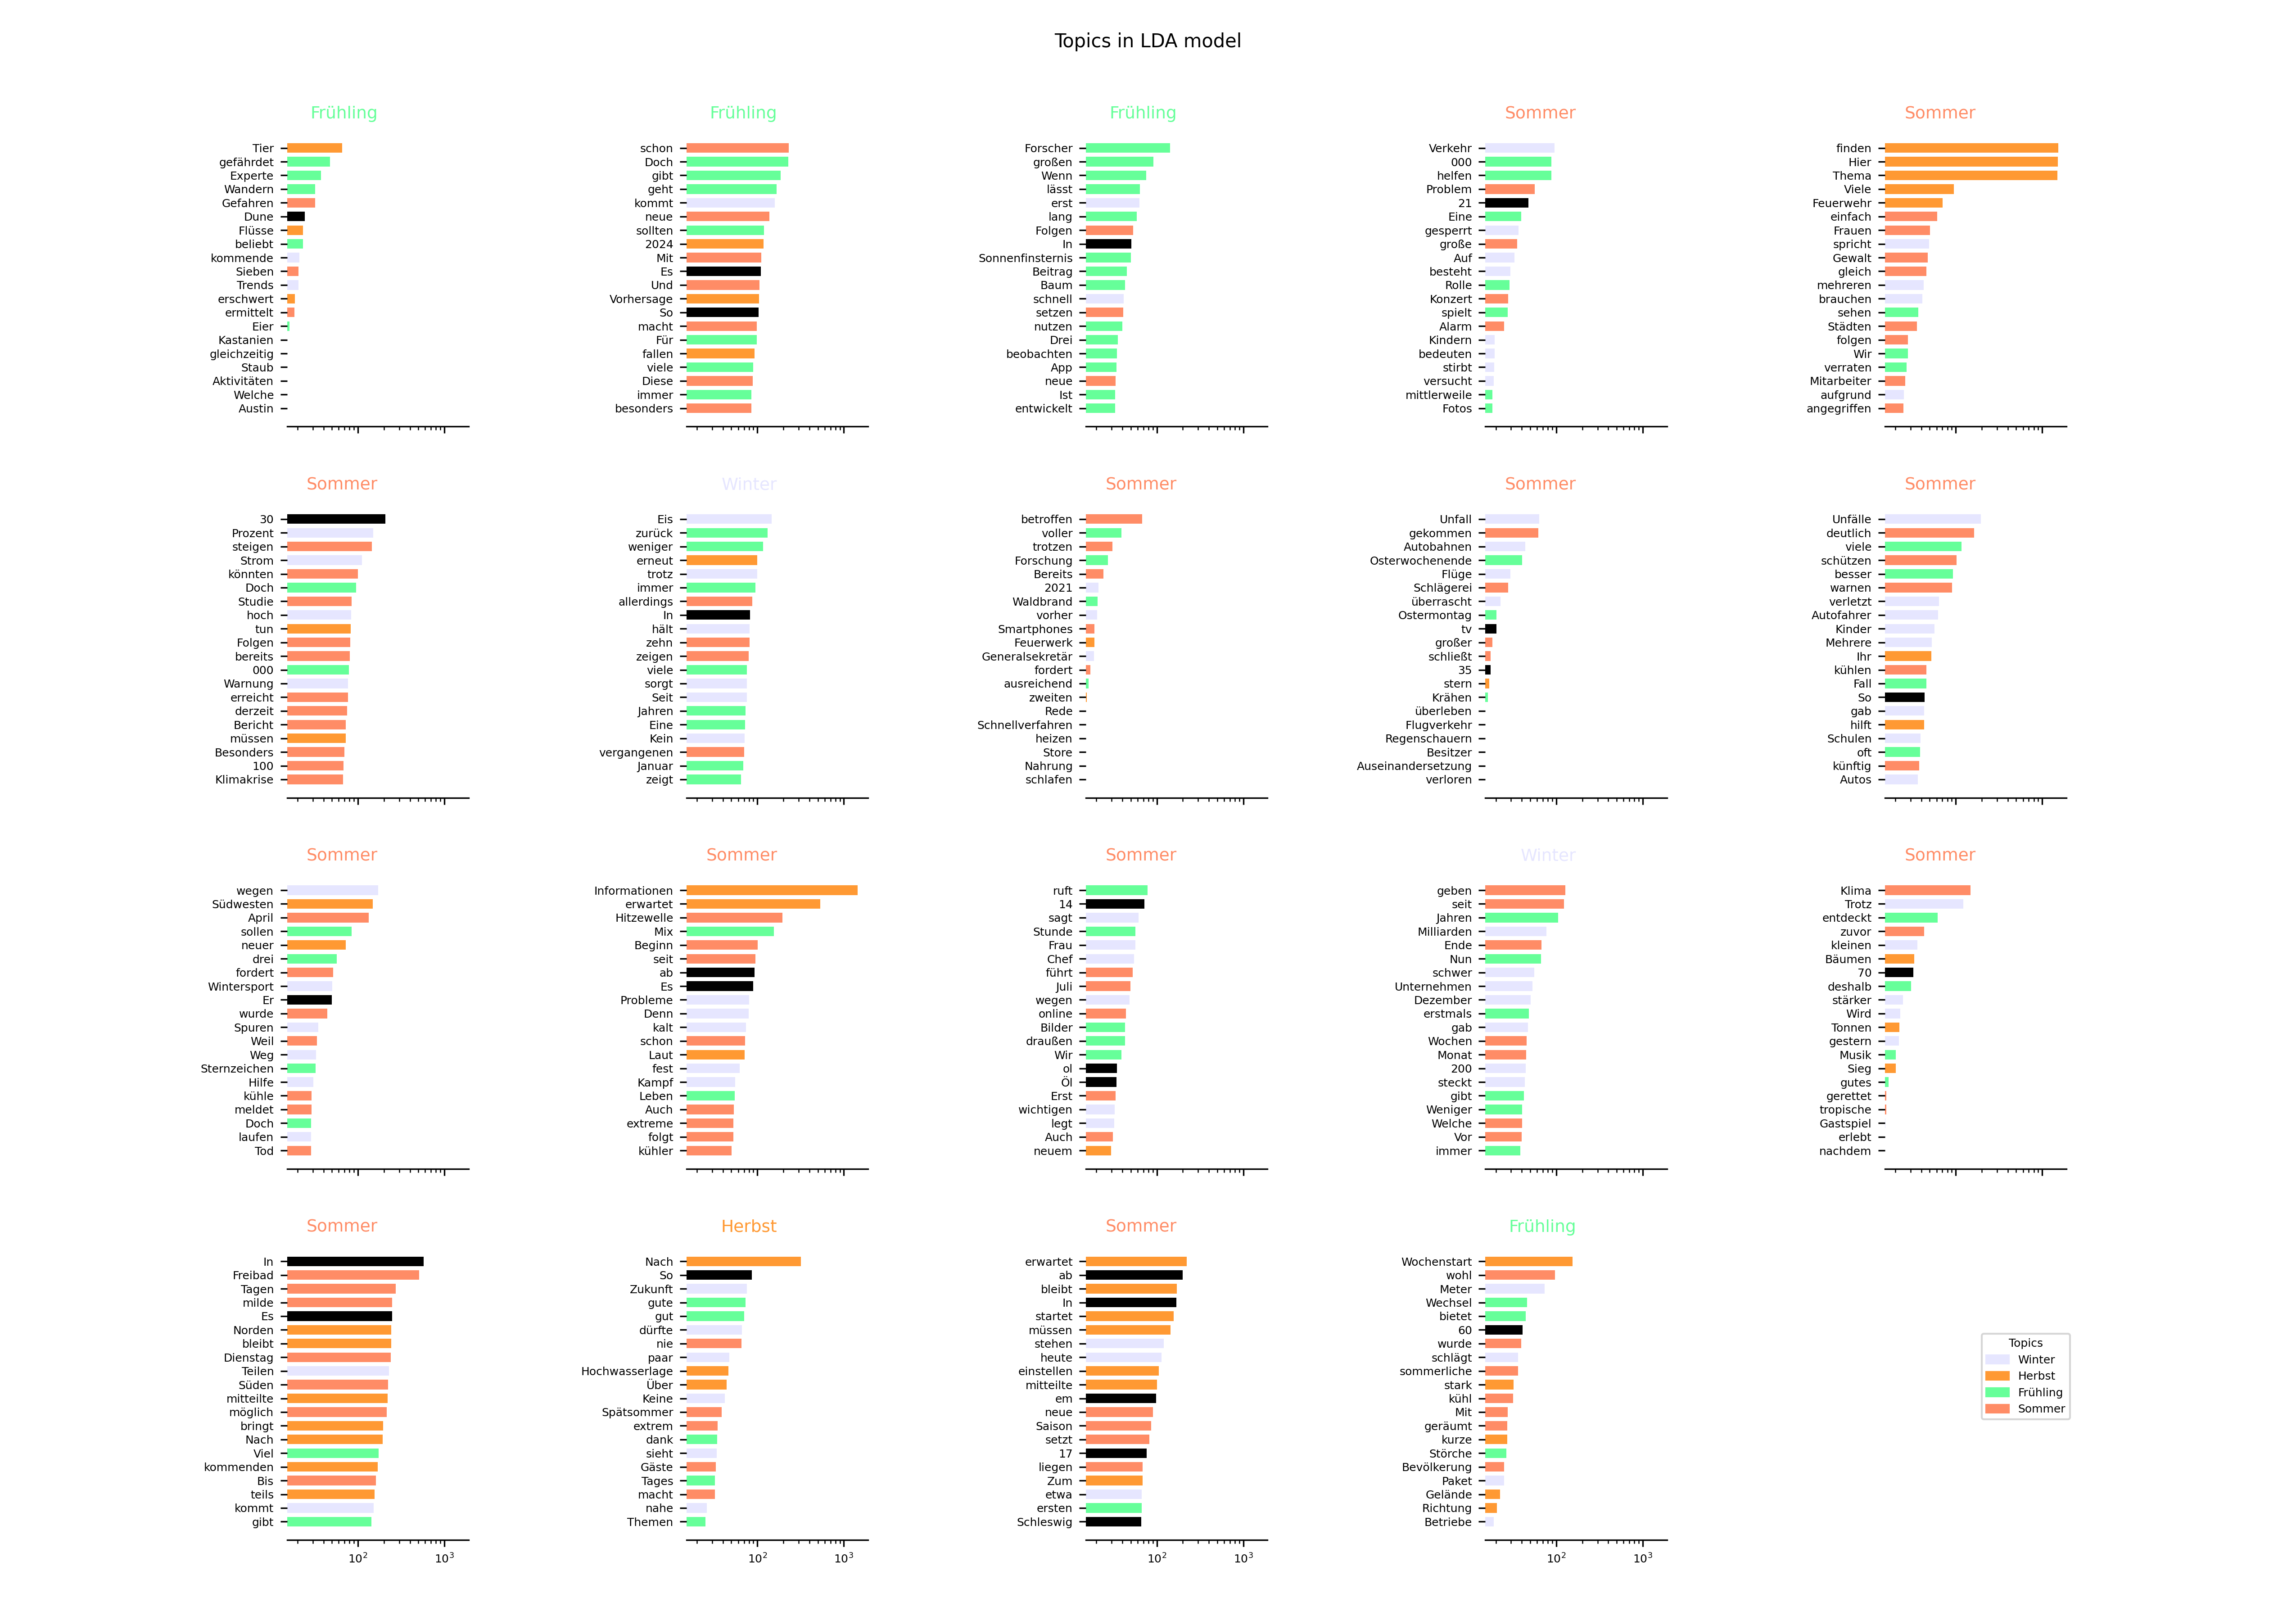 Topics in LDA model
Frühling
Tier
gefährdet
Experte
Wandern
Gefahren
Dune
Flüsse
beliebt
kommende
Sieben
Trends
erschwert
ermittelt
Eier
Kastanien
gleichzeitig
Staub
Aktivitäten
Welche
Austin
Frühling
schon
Doch
gibt
geht
kommt
neue
sollten
2024
Mit
Es
Und
Vorhersage
So
macht
Für
fallen
viele
Diese
immer
besonders
Frühling
Forscher
großen
Wenn
lässt
erst
lang
Folgen
In
Sonnenfinsternis
Beitrag
Baum
schnell
setzen
nutzen
Drei
beobachten
App
neue
Ist
entwickelt
Sommer
Verkehr
000
helfen
Problem
21
Eine
gesperrt
große
Auf
besteht
Rolle
Konzert
spielt
Alarm
Kindern
bedeuten
stirbt
versucht
mittlerweile
Fotos
Sommer
finden
Hier
Thema
Viele
Feuerwehr
einfach
Frauen
spricht
Gewalt
gleich
mehreren
brauchen
sehen
Städten
folgen
Wir
verraten
Mitarbeiter
aufgrund
angegriffen
Sommer
30
Prozent
steigen
Strom
könnten
Doch
Studie
hoch
tun
Folgen
bereits
000
Warnung
erreicht
derzeit
Bericht
müssen
Besonders
100
Klimakrise
Winter
Eis
zurück
weniger
erneut
trotz
immer
allerdings
In
hält
zehn
zeigen
viele
sorgt
Seit
Jahren
Eine
Kein
vergangenen
Januar
zeigt
Sommer
betroffen
voller
trotzen
Forschung
Bereits
2021
Waldbrand
vorher
Smartphones
Feuerwerk
Generalsekretär
fordert
ausreichend
zweiten
Rede
Schnellverfahren
heizen
Store
Nahrung
schlafen
Sommer
Unfall
gekommen
Autobahnen
Osterwochenende
Flüge
Schlägerei
überrascht
Ostermontag
tv
großer
schließt
35
stern
Krähen
überleben
Flugverkehr
Regenschauern
Besitzer
Auseinandersetzung
verloren
Sommer
Unfälle
deutlich
viele
schützen
besser
warnen
verletzt
Autofahrer
Kinder
Mehrere
Ihr
kühlen
Fall
So
gab
hilft
Schulen
oft
künftig
Autos
Sommer
wegen
Südwesten
April
sollen
neuer
drei
fordert
Wintersport
Er
wurde
Spuren
Weil
Weg
Sternzeichen
Hilfe
kühle
meldet
Doch
laufen
Tod
Sommer
Informationen
erwartet
Hitzewelle
Mix
Beginn
seit
ab
Es
Probleme
Denn
kalt
schon
Laut
fest
Kampf
Leben
Auch
extreme
folgt
kühler
Sommer
ruft
14
sagt
Stunde
Frau
Chef
führt
Juli
wegen
online
Bilder
draußen
Wir
ol
Öl
Erst
wichtigen
legt
Auch
neuem
Winter
geben
seit
Jahren
Milliarden
Ende
Nun
schwer
Unternehmen
Dezember
erstmals
gab
Wochen
Monat
200
steckt
gibt
Weniger
Welche
Vor
immer
Sommer
Klima
Trotz
entdeckt
zuvor
kleinen
Bäumen
70
deshalb
stärker
Wird
Tonnen
gestern
Musik
Sieg
gutes
gerettet
tropische
Gastspiel
erlebt
nachdem
Sommer
In
Freibad
Tagen
milde
Es
Norden
bleibt
Dienstag
Teilen
Süden
mitteilte
möglich
bringt
Nach
Viel
kommenden
Bis
teils
kommt
gibt
10² 10³
Herbst
Nach
So
Zukunft
gute
gut
dürfte
nie
paar
Hochwasserlage
Über
Keine
Spätsommer
extrem
dank
sieht
Gäste
Tages
macht
nahe
Themen
10² 10³
Sommer
erwartet
ab
bleibt
In
startet
müssen
stehen
heute
einstellen
mitteilte
em
neue
Saison
setzt
17
liegen
Zum
etwa
ersten
Schleswig
10² 10³
Frühling
Wochenstart
wohl
Meter
Wechsel
bietet
60
wurde
schlägt
sommerliche
stark
kühl
Mit
geräumt
kurze
Störche
Bevölkerung
Paket
Gelände
Richtung
Betriebe
10² 10³
Topics
Winter
Herbst
Frühling
Sommer